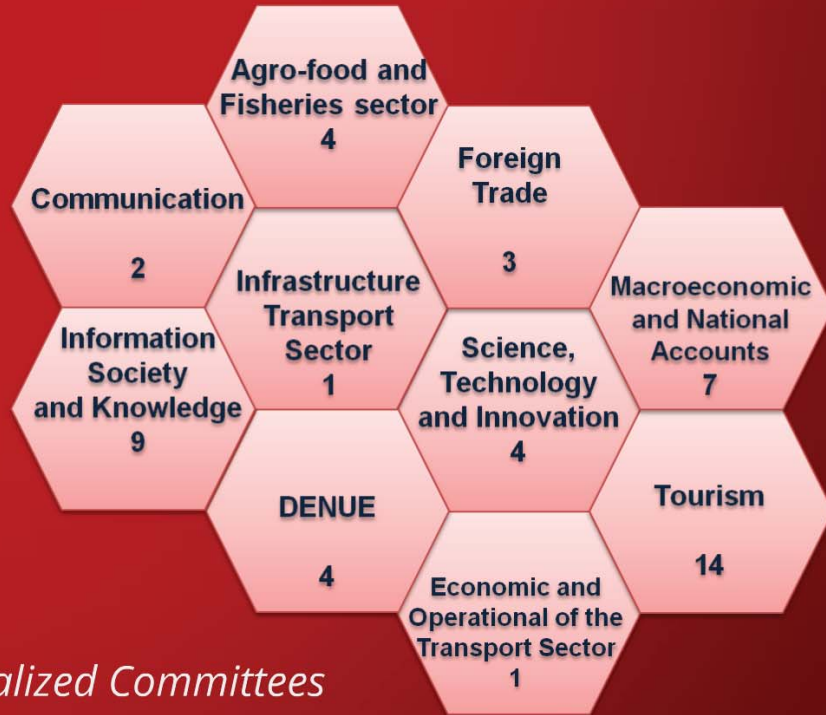 Agro-food and
Fisheries sector
4
Communication
2
Foreign
Trade
3
Infrastructure
Transport
Sector
1
Macroeconomic
and National
Accounts
7
Information
Society
and Knowledge
9
Science,
Technology
and Innovation
4
DENUE
4
Tourism
14
Economic and
Operational of the
Transport Sector
1
Committees